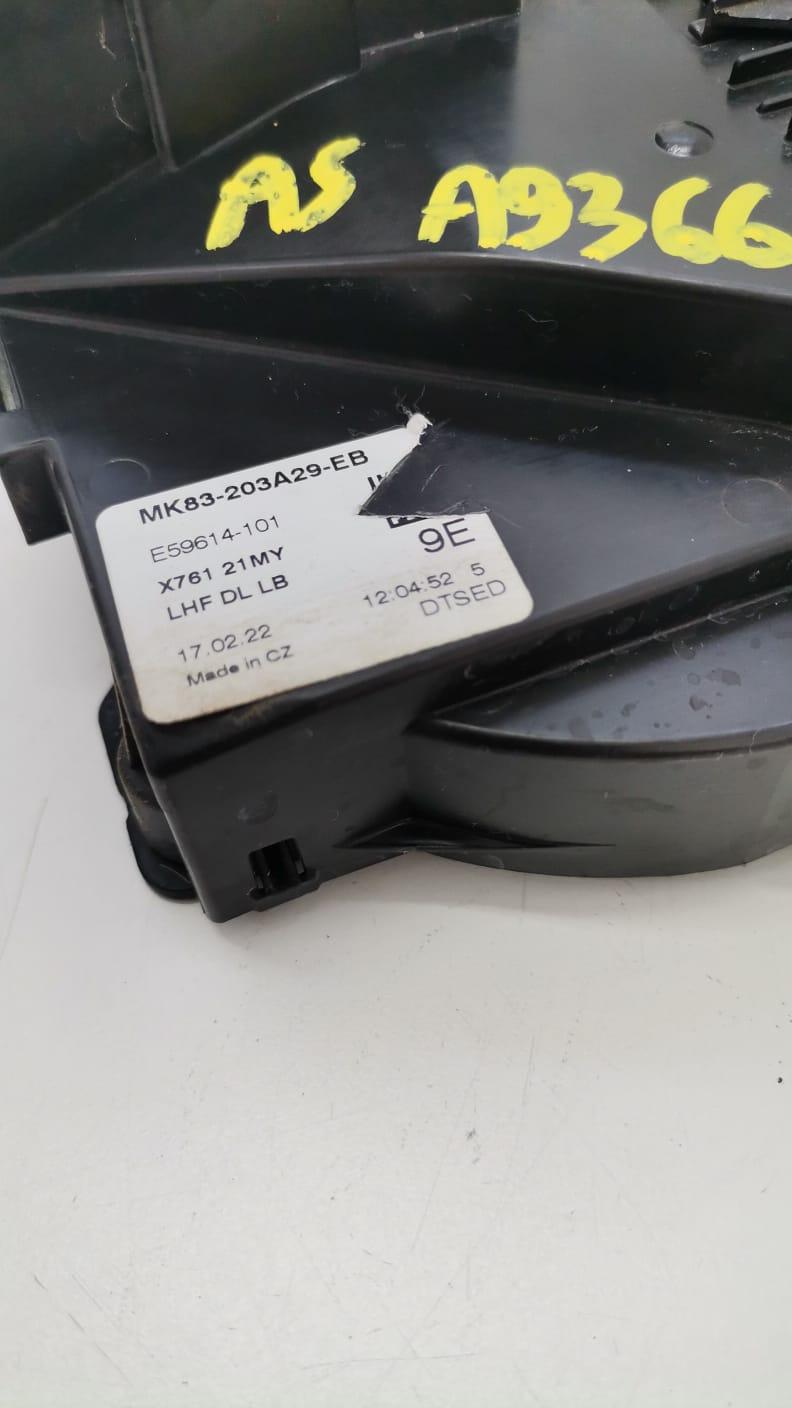 AS A9366
MK83-203A29-EB
E59614-101
9E
X761 21MY
LHF DL LB
12:04:52 5
DTSED
17.02.22
Made in CZ